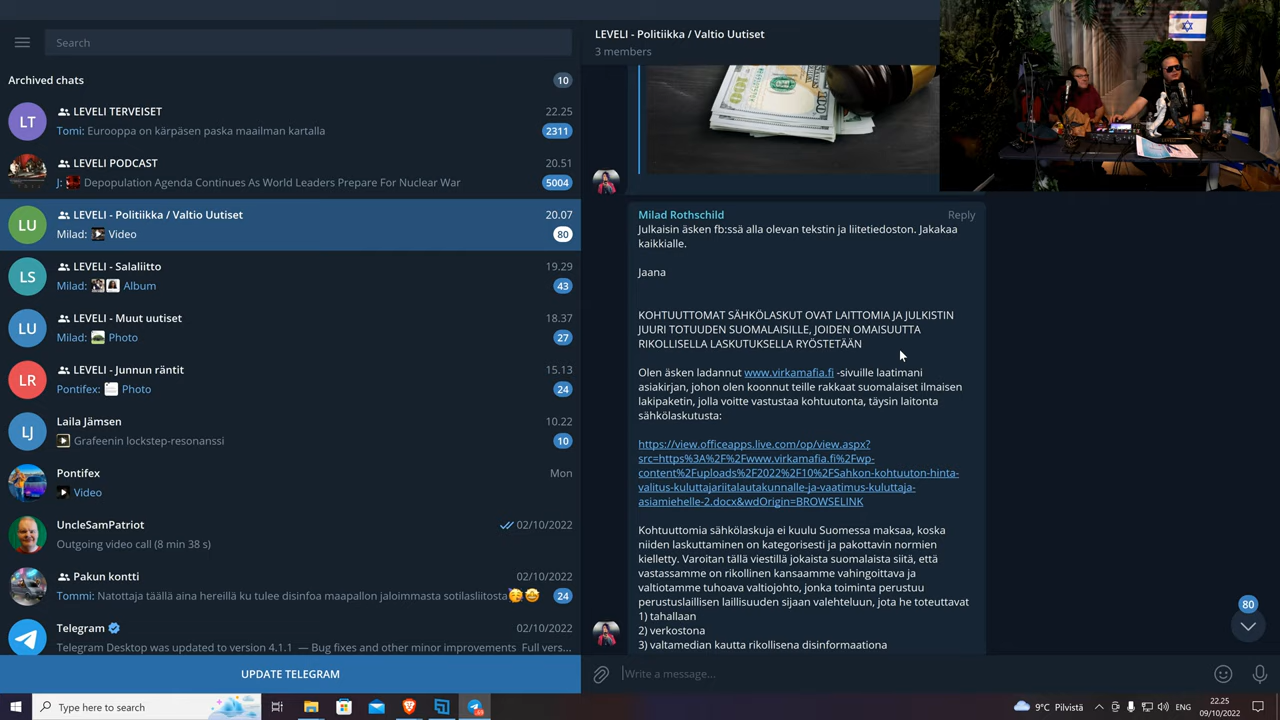 Search
Archived chats
10
LT
LEVELI TERVEISET
22.25
Tomi: Eurooppa on kärpäsen paska maailman kartalla
2311
LEVELI PODCAST
20.51
J: Depopulation Agenda Continues As World Leaders Prepare For Nuclear War
5004
LU
LEVELI - Politiikka / Valtio Uutiset
20.07
Milad: Video
80
LS
LEVELI - Salaliitto
19.29
Milad: Album
43
LU
LEVELI - Muut uutiset
18.37
Milad: Photo
27
LR
LEVELI - Junnun räntit
15.13
Pontifex: Photo
24
LJ
Laila Jämsen
10.22
Grafeenin lockstep-resonanssi
10
Pontifex
Mon
Video
UncleSamPatriot
02/10/2022
Outgoing video call (8 min 38 s)
Pakun kontti
02/10/2022
Tommi: Natottaja täällä aina hereillä ku tulee disinfoa maapallon jaloimmasta sotilasliitosta🥳🤩
24
Telegram
02/10/2022
Telegram Desktop was updated to version 4.1.1 — Bug fixes and other minor improvements Full vers...
UPDATE TELEGRAM
LEVELI - Politiikka / Valtio Uutiset
3 members
Milad Rothschild
Reply
Julkaisin äsken fb:ssä alla olevan tekstin ja liitetiedoston. Jakakaa
kaikkialle.
Jaana
KOHTUUTTOMAT SÄHKÖLASKUT OVAT LAITTOMIA JA JULKISTIN
JUURI TOTUUDEN SUOMALAISILLE, JOIDEN OMAISUUTTA
RIKOLLISELLA LASKUTUKSELLA RYÖSTETÄÄN
Olen äsken ladannut www.virkamafia.fi -sivuille laatimani
asiakirjan, johon olen koonnut teille rakkaat suomalaiset ilmaisen
lakipaketin, jolla voitte vastustaa kohtuutonta, täysin laitonta
sähkölaskutusta:
https://view.officeapps.live.com/op/view.aspx?
src=https%3A%2F%2Fwww.virkamafia.fi%2Fwp-
content%2Fuploads%2F2022%2F10%2FSahkon-kohtuuton-hinta-
valitus-kuluttajariitalautakunnalle-ja-vaatimus-kuluttaja-
asiamiehelle-2.docx&wdOrigin=BROWSELINK
Kohtuuttomia sähkölaskuja ei kuulu Suomessa maksaa, koska
niiden laskuttaminen on kategorisesti ja pakottavin normien
kielletty. Varoitan tällä viestillä jokaista suomalaista siitä, että
vastassamme on rikollinen kansaamme vahingoittava ja
valtiotamme tuhoava valtiojohto, jonka toiminta perustuu
perustuslaillisen laillisuuden sijaan valehteluun, jota he toteuttavat
1) tahallaan
2) verkostona
3) valtamedian kautta rikollisena disinformaationa
80
Write a message...
Type here to search
9°C Pilvistä
ENG
22.25
09/10/2022